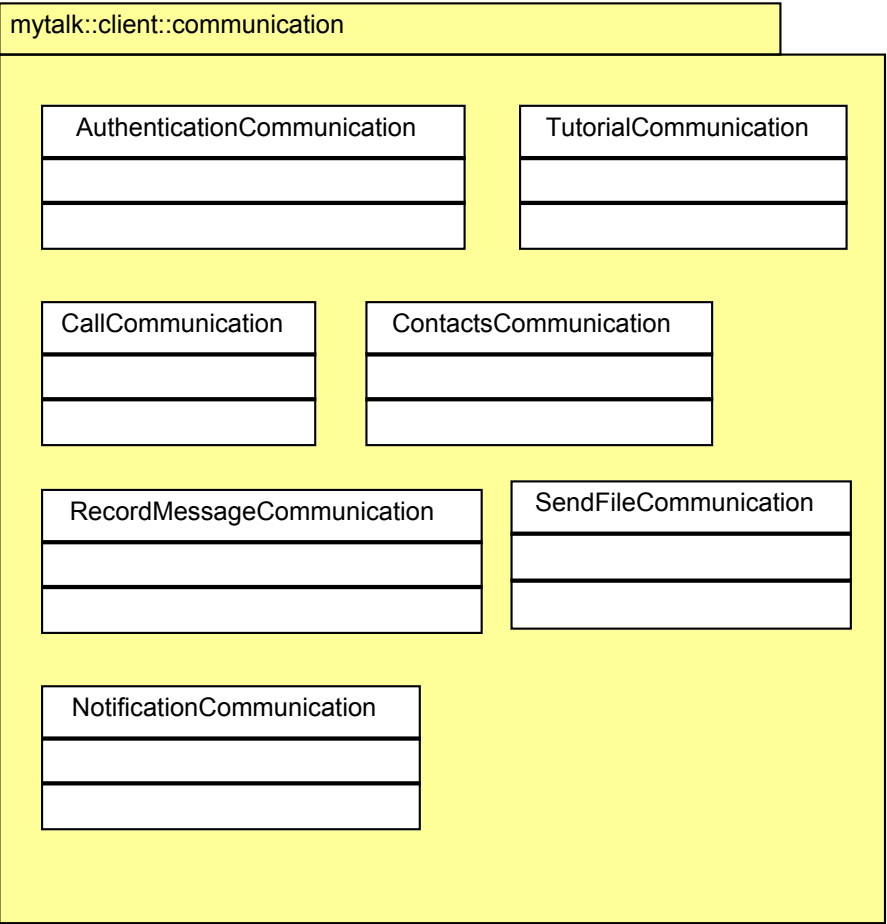 mytalk::client::communication
AuthenticationCommunication
TutorialCommunication
CallCommunication
ContactsCommunication
RecordMessageCommunication
SendFileCommunication
NotificationCommunication